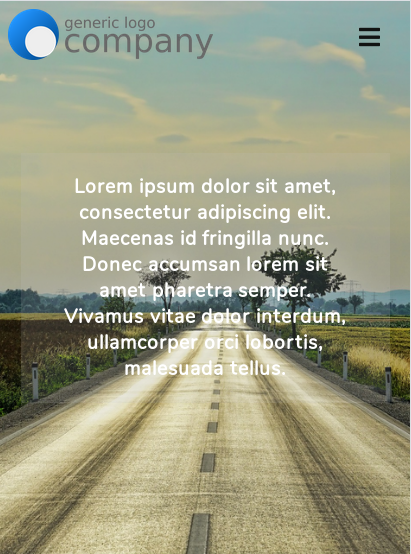 generic logo
company
Lorem ipsum dolor sit amet,
consectetur adipiscing elit.
Maecenas id fringilla nunc.
Donec accumsan lorem sit
amet pharetra semper.
Vivamus vitae dolor interdum,
ullamcorper orci lobortis,
malesuada tellus.